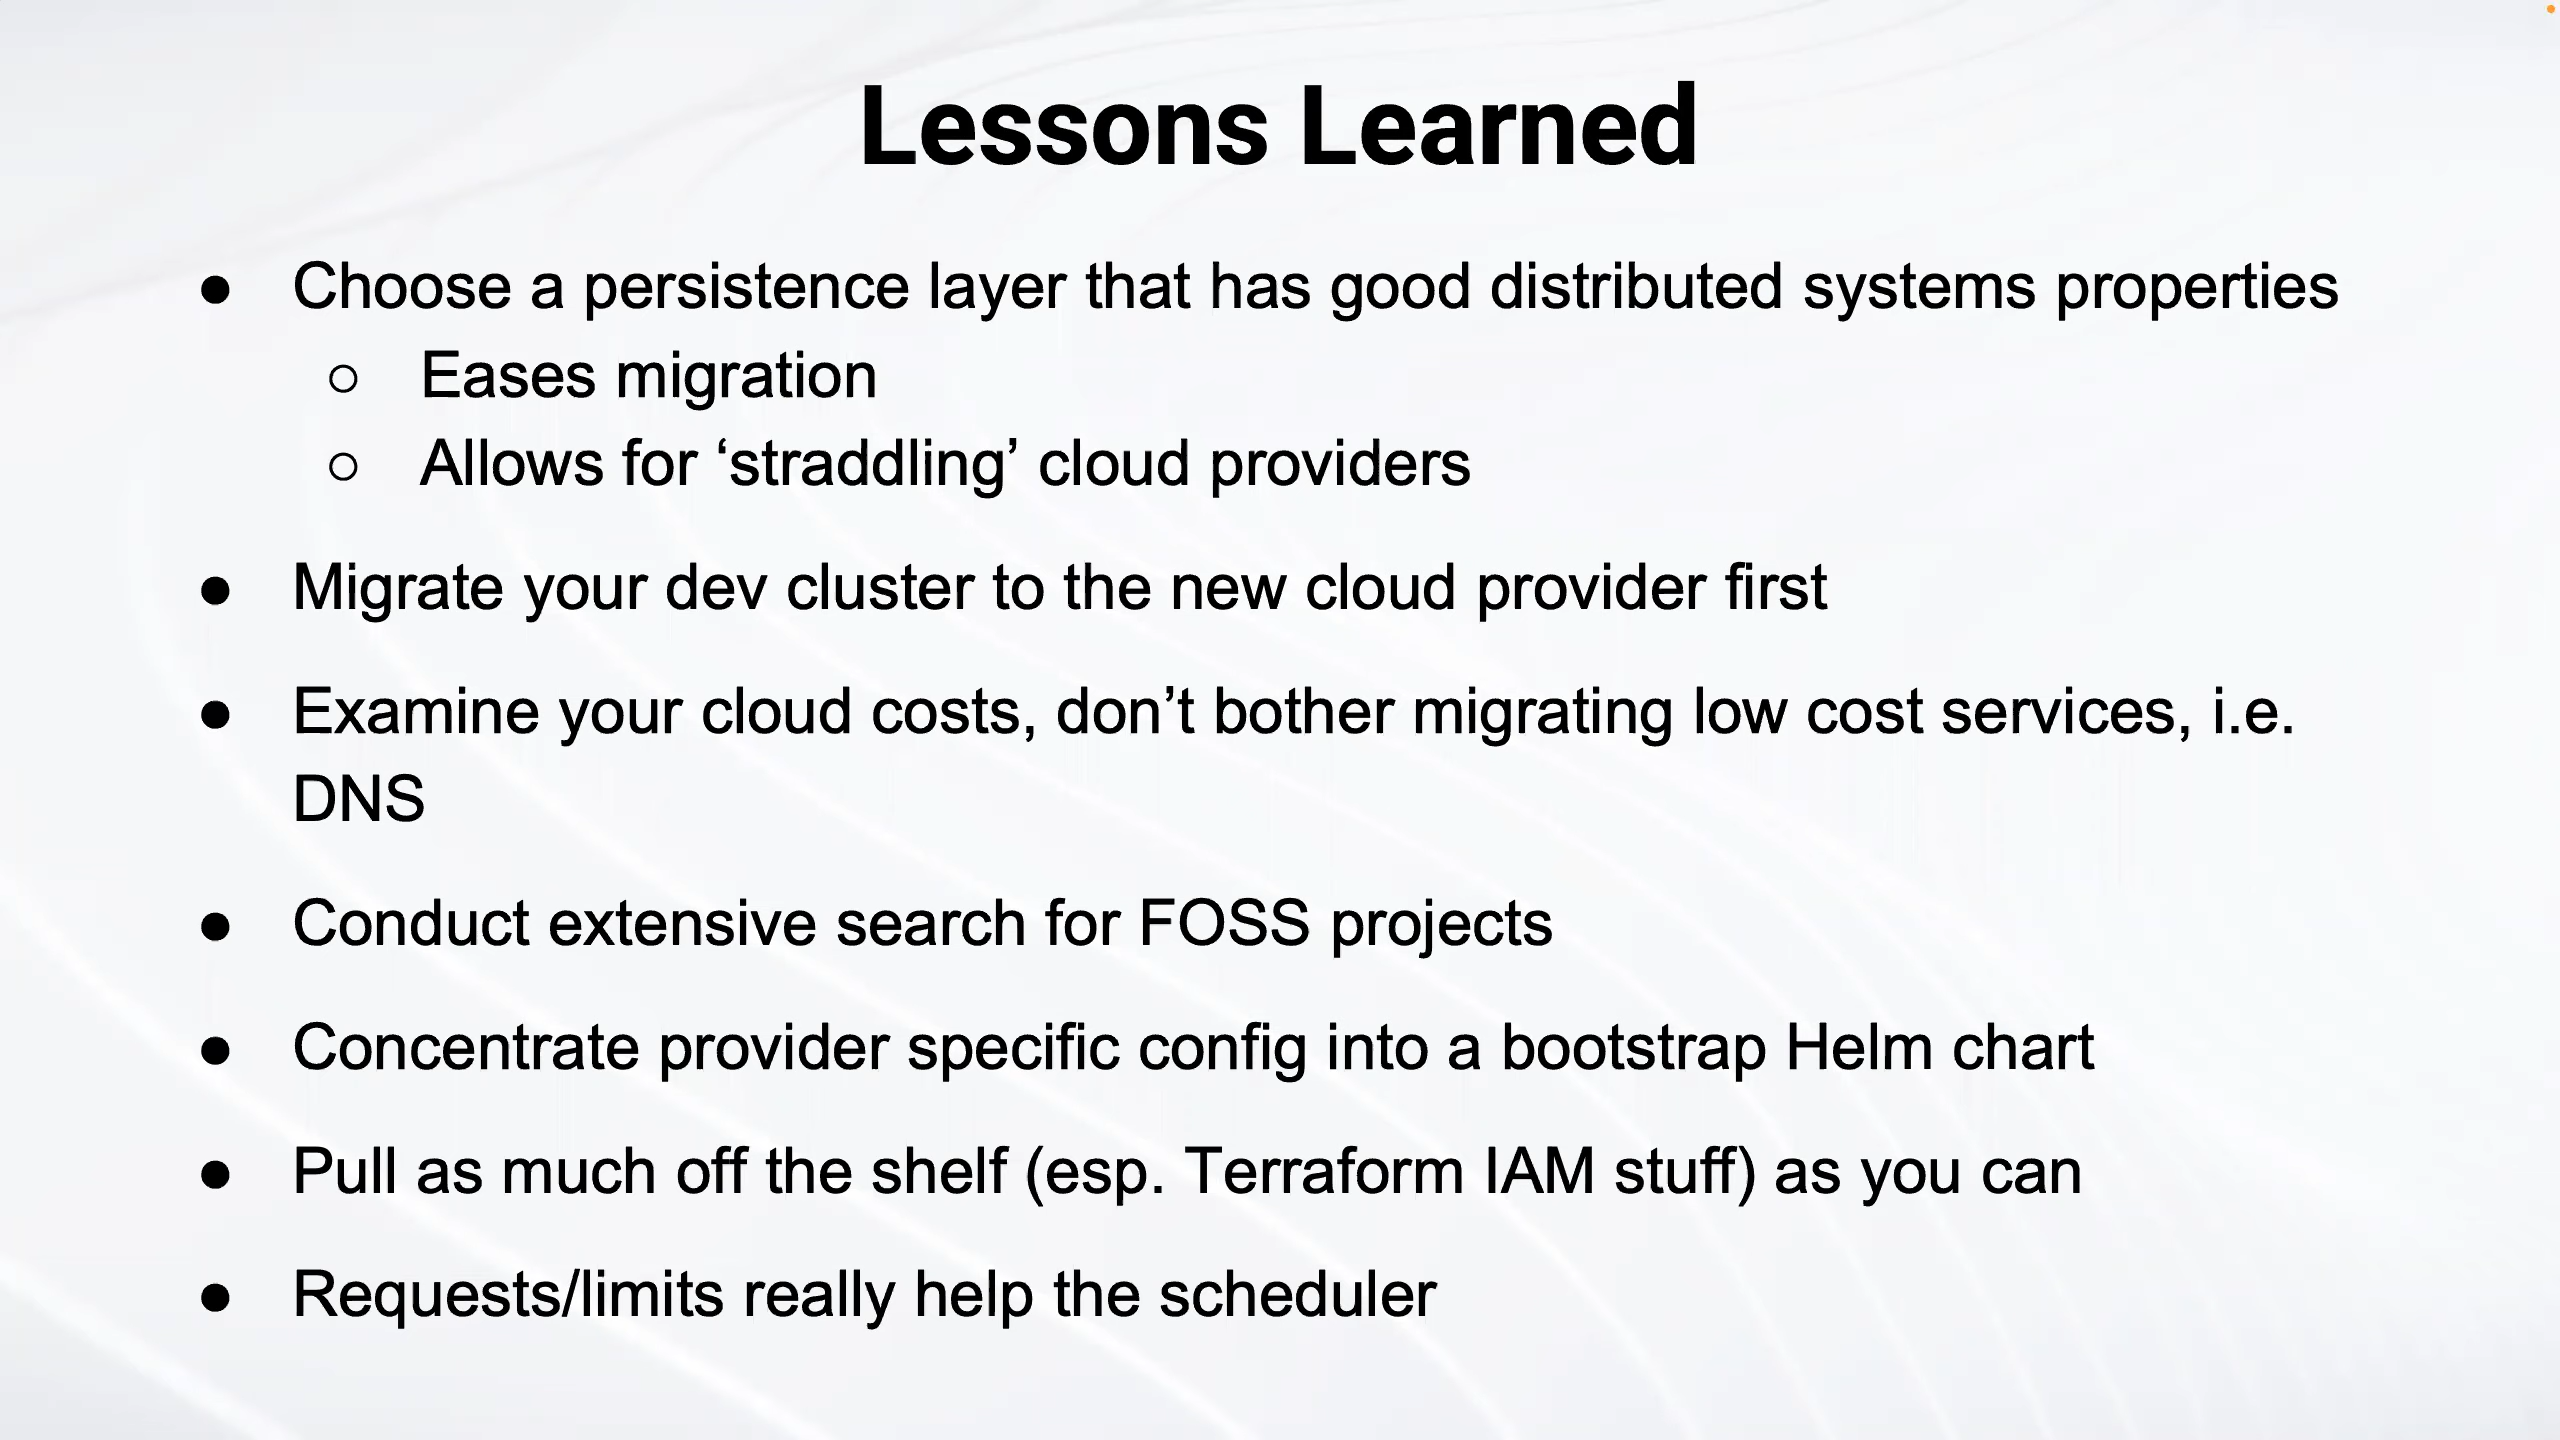 Lessons Learned
● Choose a persistence layer that has good distributed systems properties
○ Eases migration
○ Allows for ‘straddling’ cloud providers
● Migrate your dev cluster to the new cloud provider first
● Examine your cloud costs, don’t bother migrating low cost services, i.e.
DNS
● Conduct extensive search for FOSS projects
● Concentrate provider specific config into a bootstrap Helm chart
● Pull as much off the shelf (esp. Terraform IAM stuff) as you can
● Requests/limits really help the scheduler